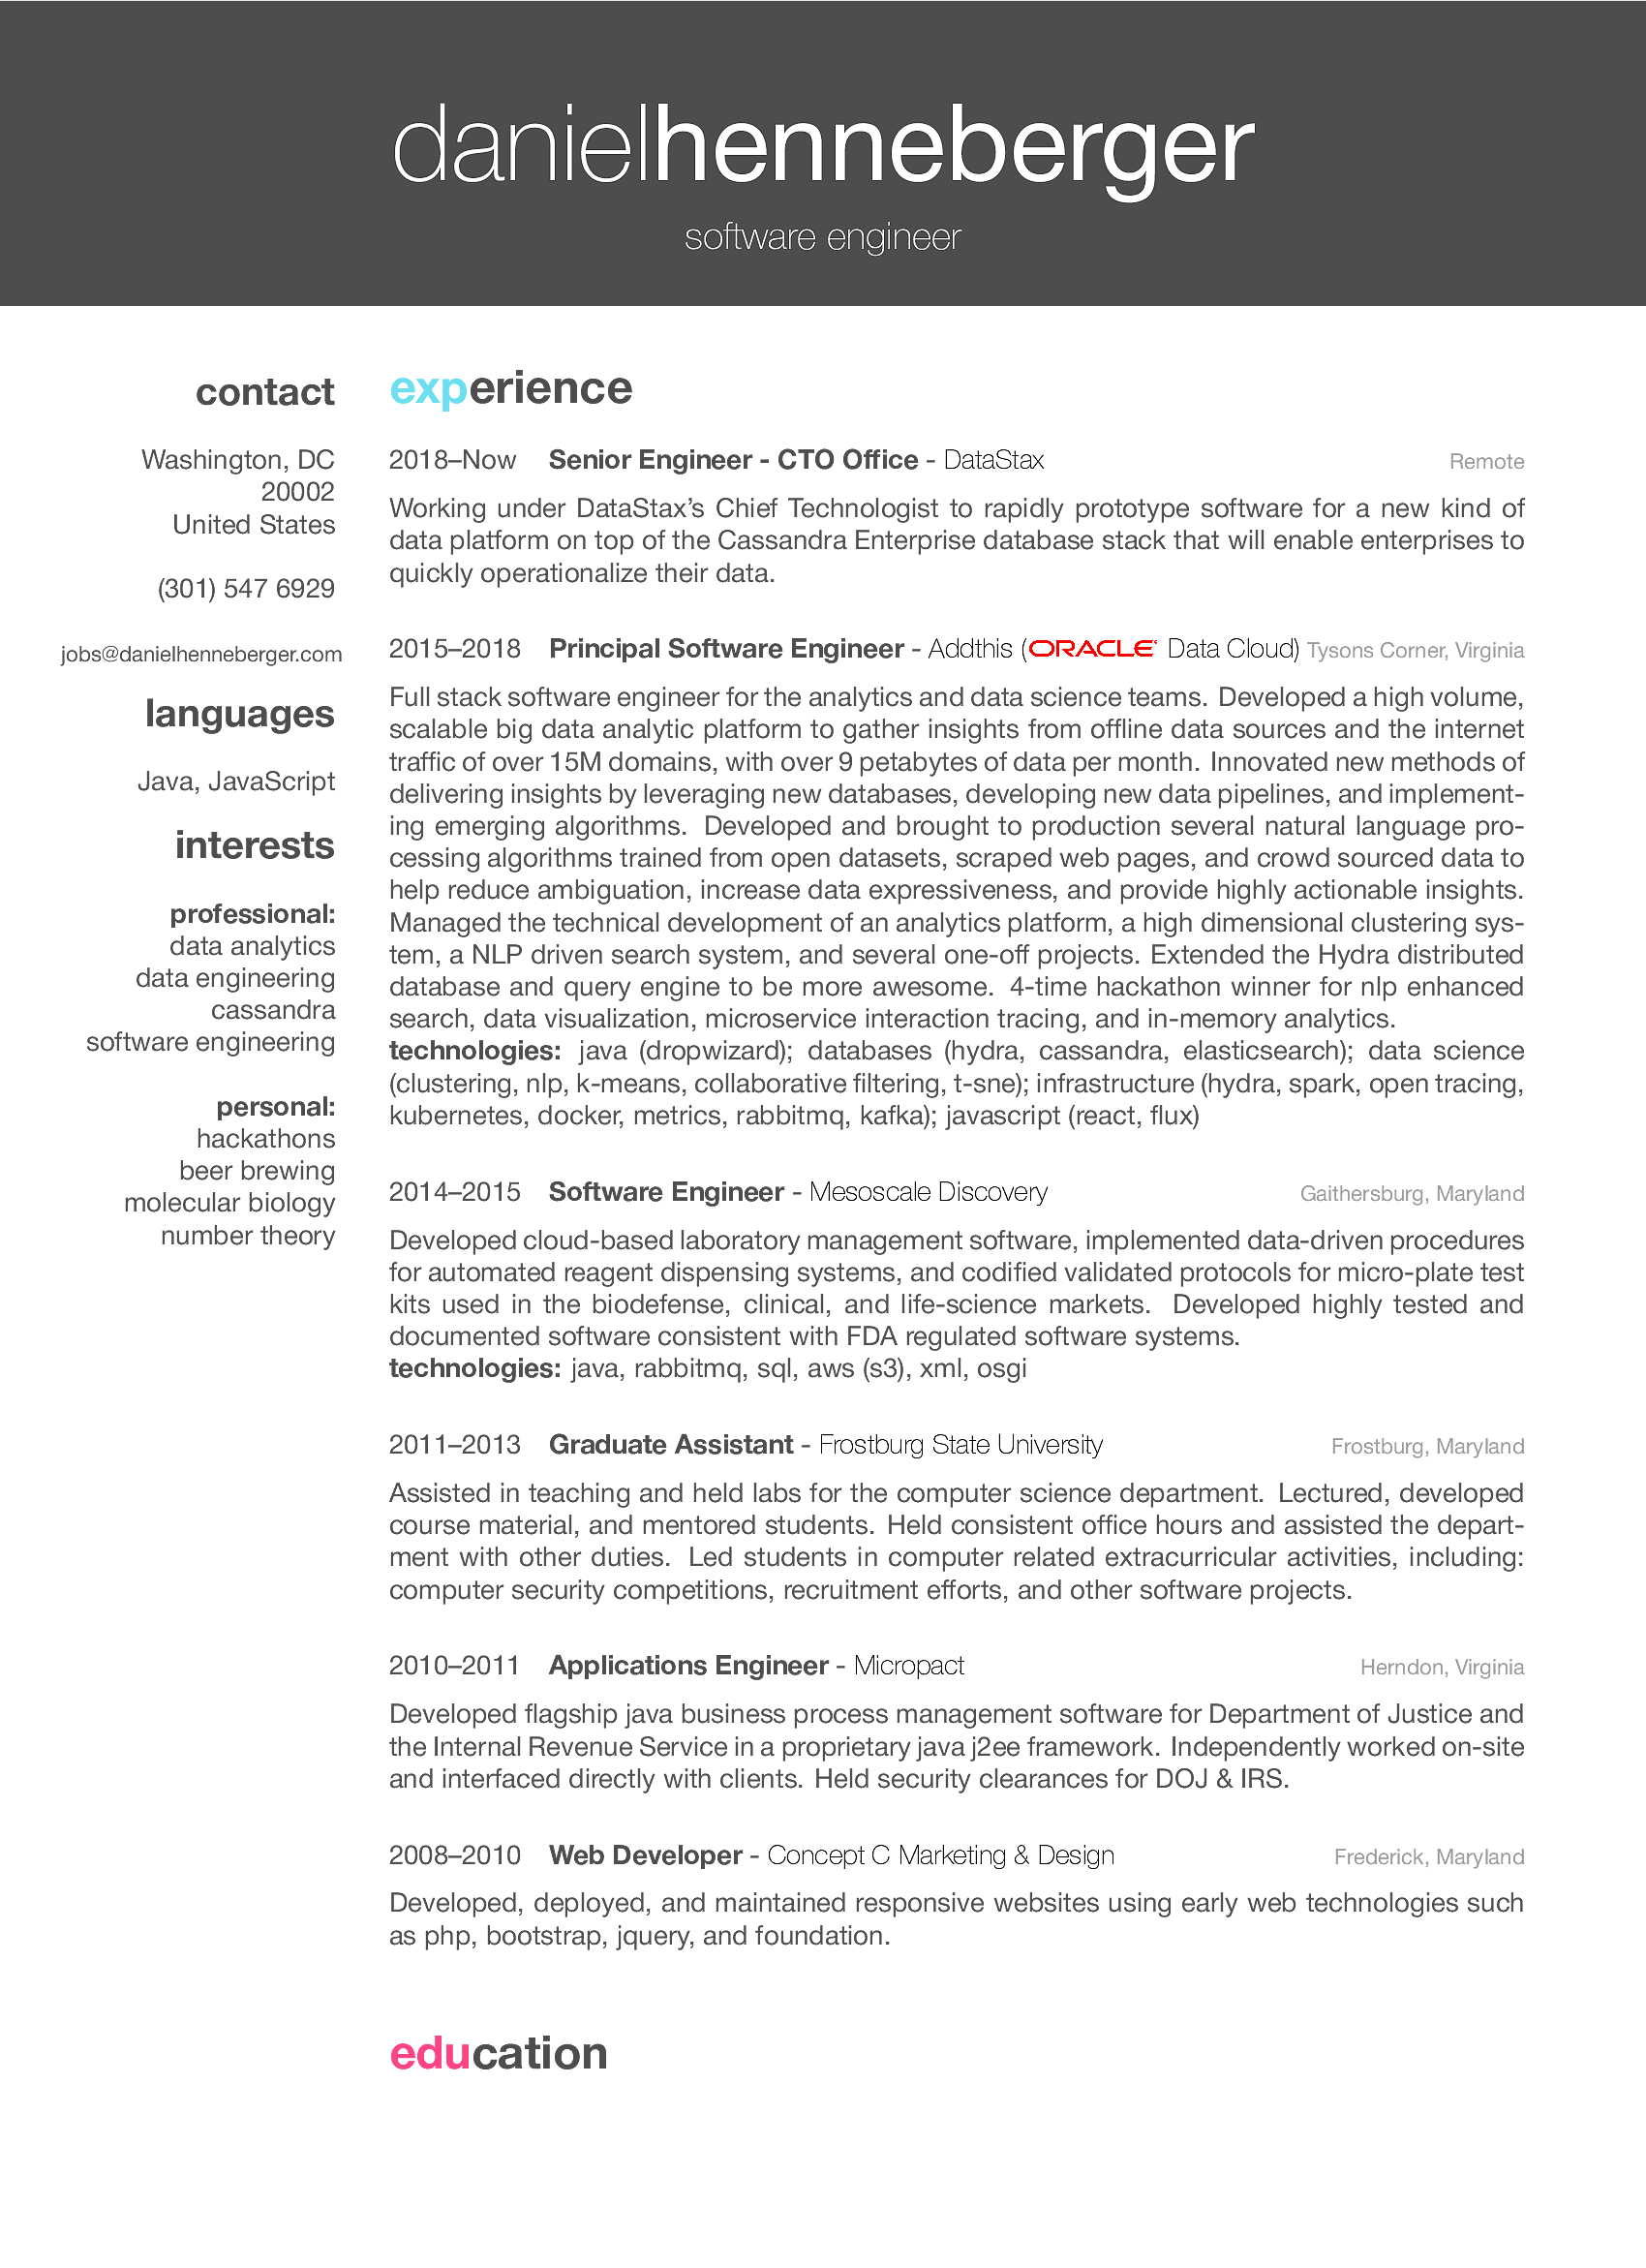 danielhenneberger
software engineer
contact
Washington, DC
20002
United States
(301) 547 6929
jobs@danielhenneberger.com
languages
Java, JavaScript
interests
professional:
data analytics
data engineering
cassandra
software engineering
personal:
hackathons
beer brewing
molecular biology
number theory
experience
2018–Now Senior Engineer - CTO Office - DataStax Remote
Working under DataStax's Chief Technologist to rapidly prototype software for a new kind of
data platform on top of the Cassandra Enterprise database stack that will enable enterprises to
quickly operationalize their data.
2015–2018 Principal Software Engineer - Addthis (ORACLE Data Cloud) Tysons Corner, Virginia
Full stack software engineer for the analytics and data science teams. Developed a high volume,
scalable big data analytic platform to gather insights from offline data sources and the internet
traffic of over 15M domains, with over 9 petabytes of data per month. Innovated new methods of
delivering insights by leveraging new databases, developing new data pipelines, and implement-
ing emerging algorithms. Developed and brought to production several natural language pro-
cessing algorithms trained from open datasets, scraped web pages, and crowd sourced data to
help reduce ambiguation, increase data expressiveness, and provide highly actionable insights.
Managed the technical development of an analytics platform, a high dimensional clustering sys-
tem, a NLP driven search system, and several one-off projects. Extended the Hydra distributed
database and query engine to be more awesome. 4-time hackathon winner for nlp enhanced
search, data visualization, microservice interaction tracing, and in-memory analytics.
technologies: java (dropwizard); databases (hydra, cassandra, elasticsearch); data science
(clustering, nlp, k-means, collaborative filtering, t-sne); infrastructure (hydra, spark, open tracing,
kubernetes, docker, metrics, rabbitmq, kafka); javascript (react, flux)
2014–2015 Software Engineer - Mesoscale Discovery Gaithersburg, Maryland
Developed cloud-based laboratory management software, implemented data-driven procedures
for automated reagent dispensing systems, and codified validated protocols for micro-plate test
kits used in the biodefense, clinical, and life-science markets. Developed highly tested and
documented software consistent with FDA regulated software systems.
technologies: java, rabbitmq, sql, aws (s3), xml, osgi
2011–2013 Graduate Assistant - Frostburg State University Frostburg, Maryland
Assisted in teaching and held labs for the computer science department. Lectured, developed
course material, and mentored students. Held consistent office hours and assisted the depart-
ment with other duties. Led students in computer related extracurricular activities, including:
computer security competitions, recruitment efforts, and other software projects.
2010–2011 Applications Engineer - Micropact Herndon, Virginia
Developed flagship java business process management software for Department of Justice and
the Internal Revenue Service in a proprietary java j2ee framework. Independently worked on-site
and interfaced directly with clients. Held security clearances for DOJ & IRS.
2008–2010 Web Developer - Concept C Marketing & Design Frederick, Maryland
Developed, deployed, and maintained responsive websites using early web technologies such
as php, bootstrap, jquery, and foundation.
education